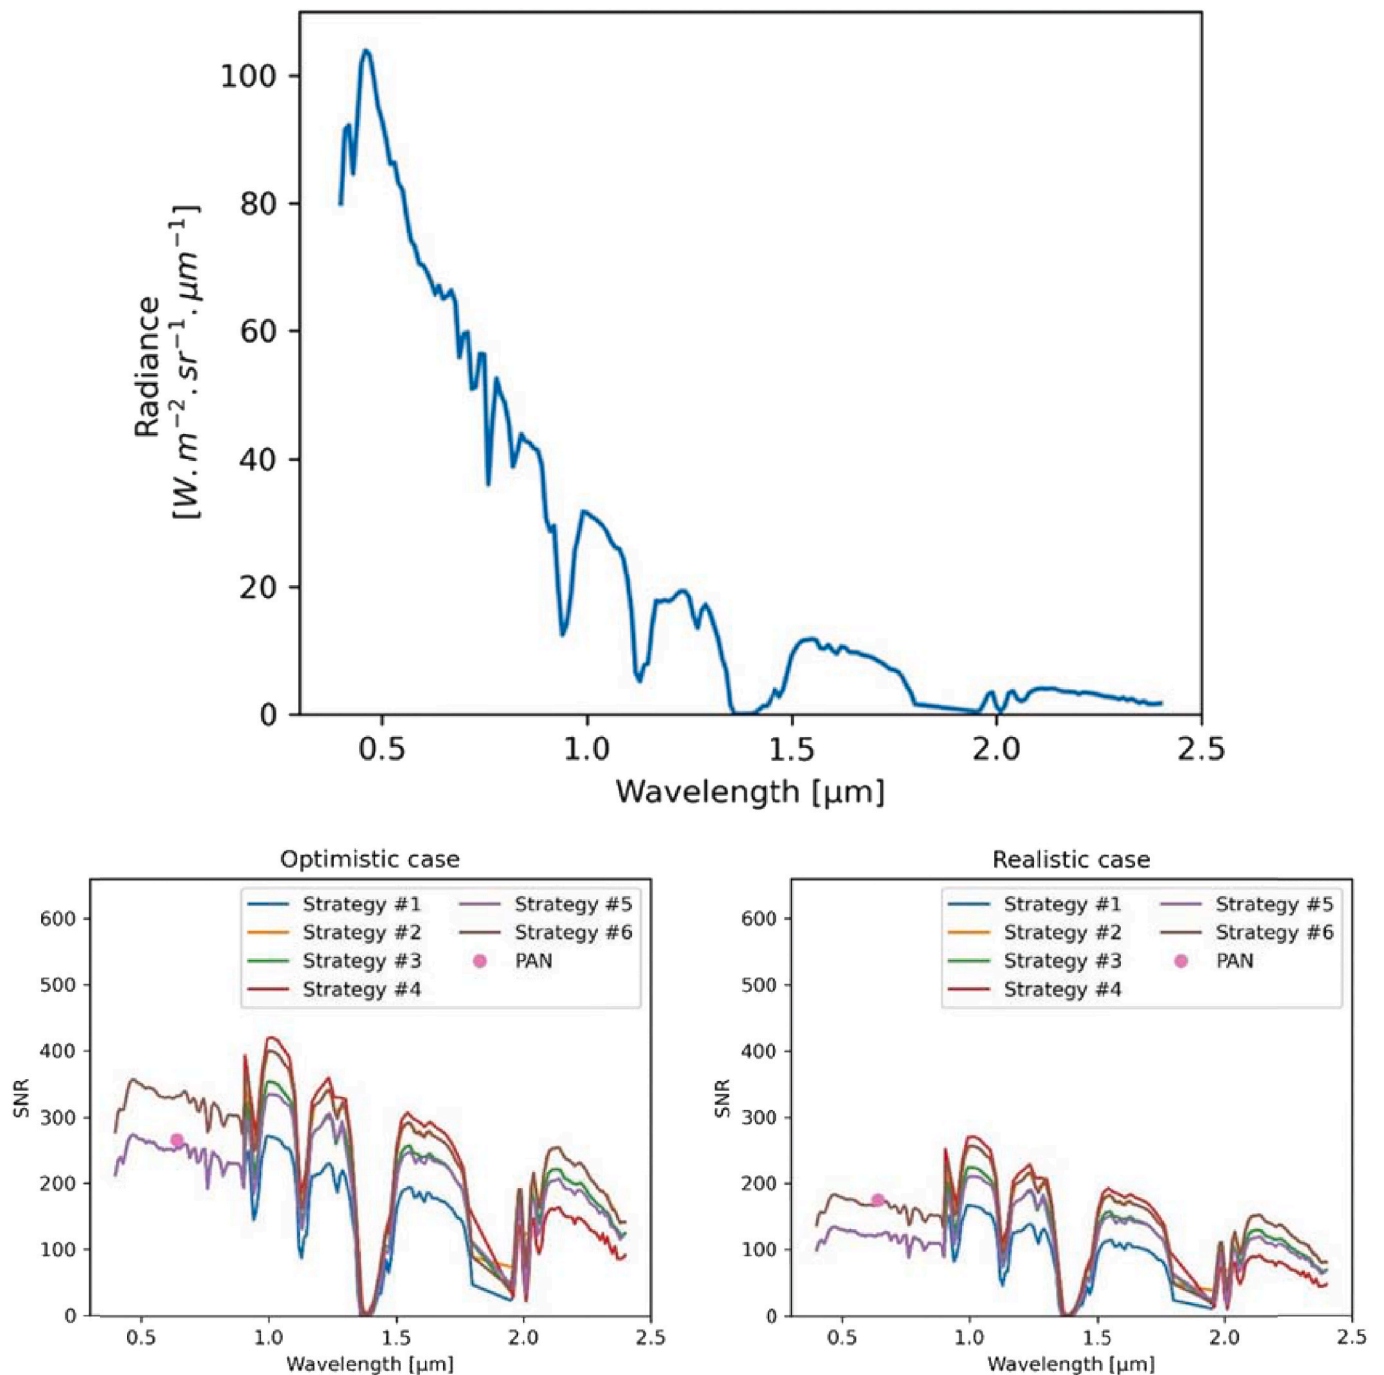 100
80
60
40
20
0
Radiance
[W.m⁻².sr⁻¹.μm⁻¹]
0.5 1.0 1.5 2.0 2.5
Wavelength [μm]
Optimistic case
600
500
400
300
200
100
0
SNR
Strategy #1 Strategy #5
Strategy #2 Strategy #6
Strategy #3 PAN
Strategy #4
0.5 1.0 1.5 2.0 2.5
Wavelength [μm]
Realistic case
600
500
400
300
200
100
0
SNR
Strategy #1 Strategy #5
Strategy #2 Strategy #6
Strategy #3 PAN
Strategy #4
0.5 1.0 1.5 2.0 2.5
Wavelength [μm]